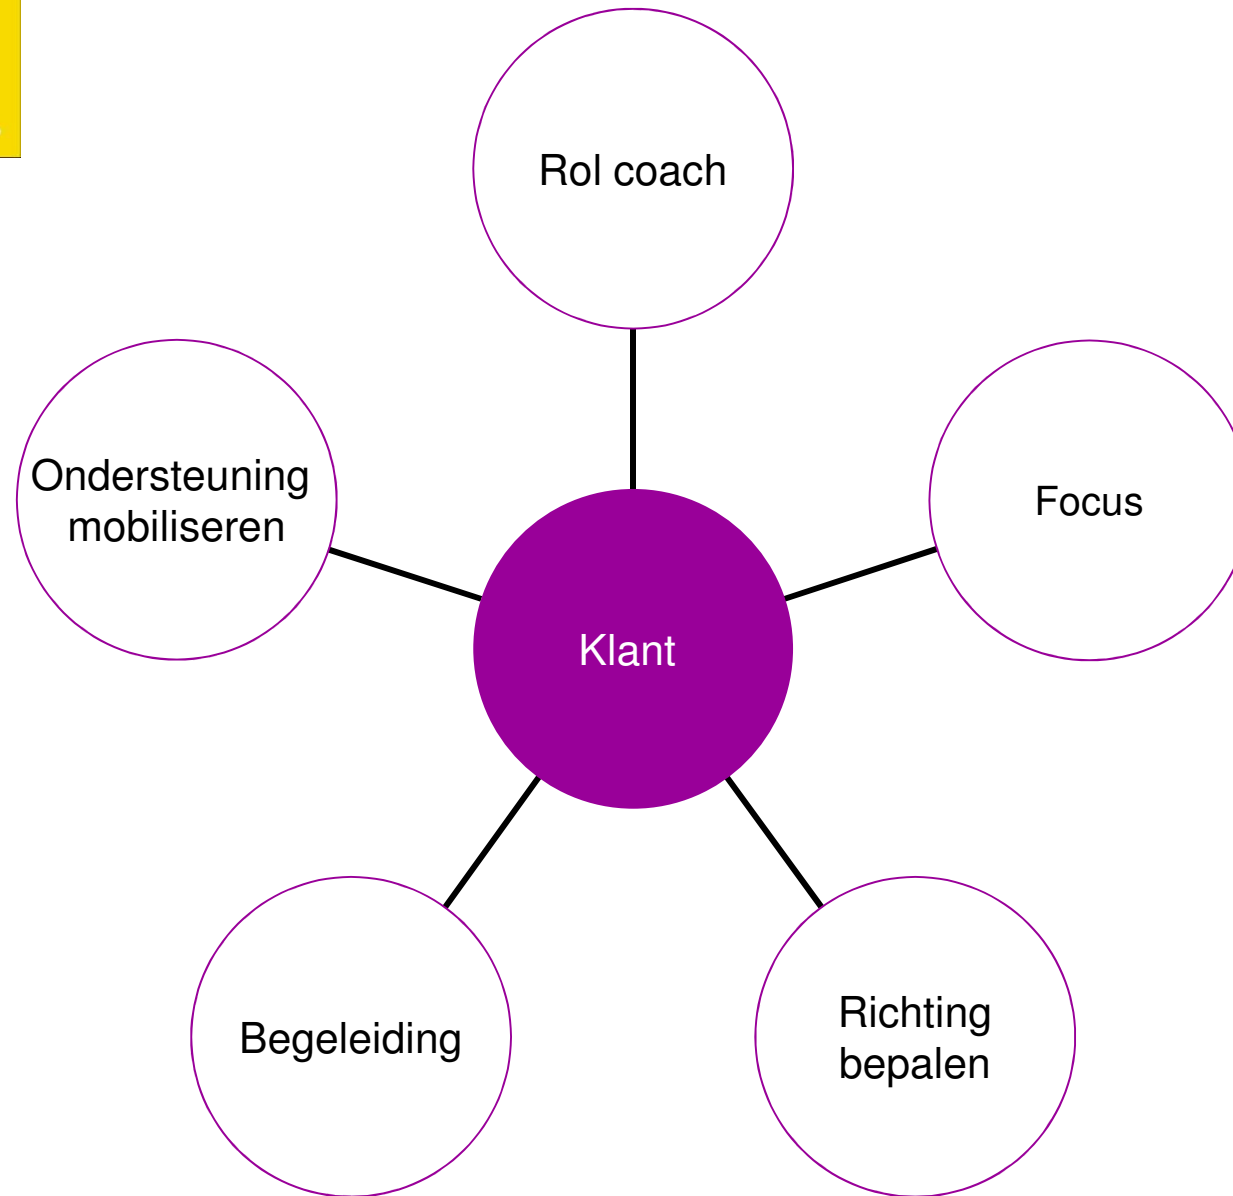 Rol coach
Ondersteuning
mobiliseren
Focus
Klant
Begeleiding
Richting
bepalen